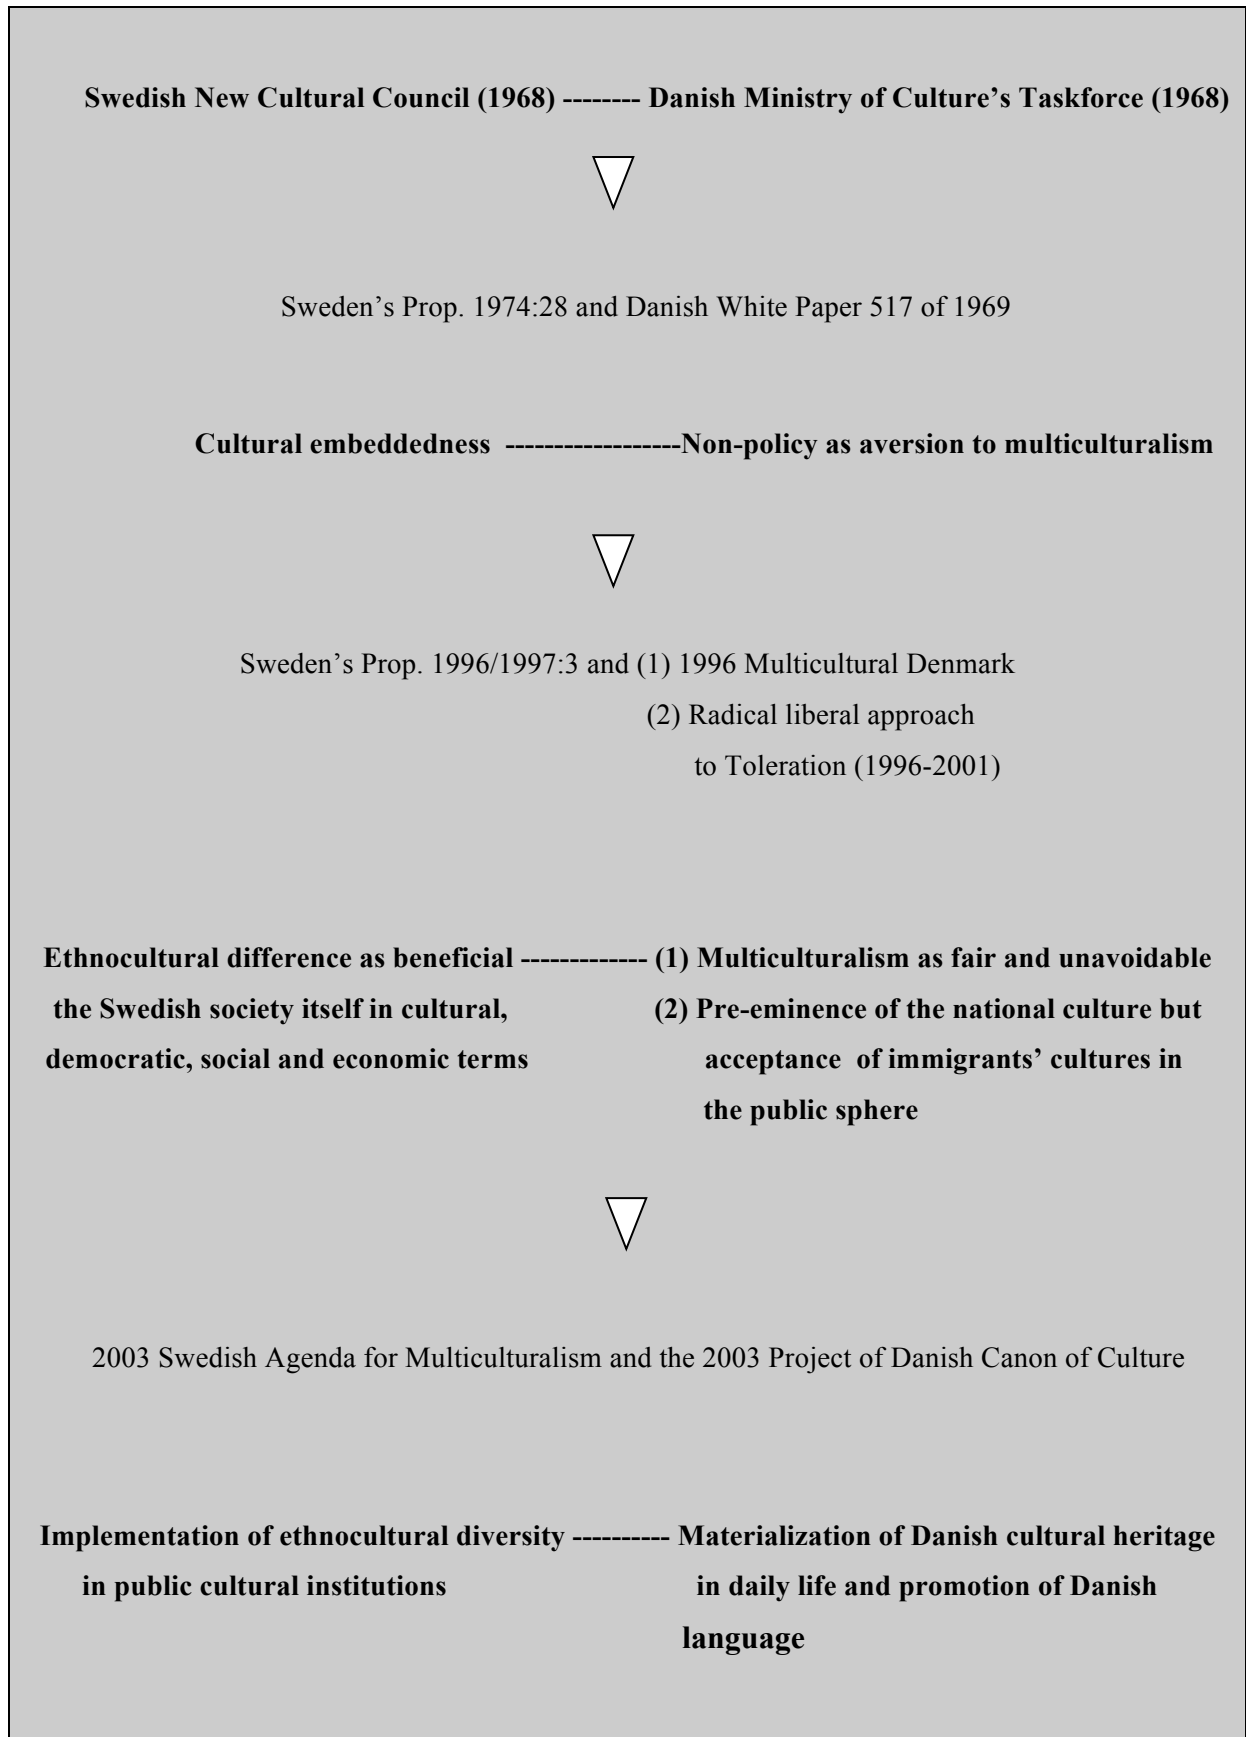 Swedish New Cultural Council (1968) -------- Danish Ministry of Culture’s Taskforce (1968)
Sweden’s Prop. 1974:28 and Danish White Paper 517 of 1969
Cultural embeddedness ------------------Non-policy as aversion to multiculturalism
Sweden’s Prop. 1996/1997:3 and (1) 1996 Multicultural Denmark
(2) Radical liberal approach
to Toleration (1996-2001)
Ethnocultural difference as beneficial ------------- (1) Multiculturalism as fair and unavoidable
the Swedish society itself in cultural, (2) Pre-eminence of the national culture but
democratic, social and economic terms acceptance of immigrants’ cultures in
the public sphere
2003 Swedish Agenda for Multiculturalism and the 2003 Project of Danish Canon of Culture
Implementation of ethnocultural diversity ---------- Materialization of Danish cultural heritage
in public cultural institutions in daily life and promotion of Danish
language